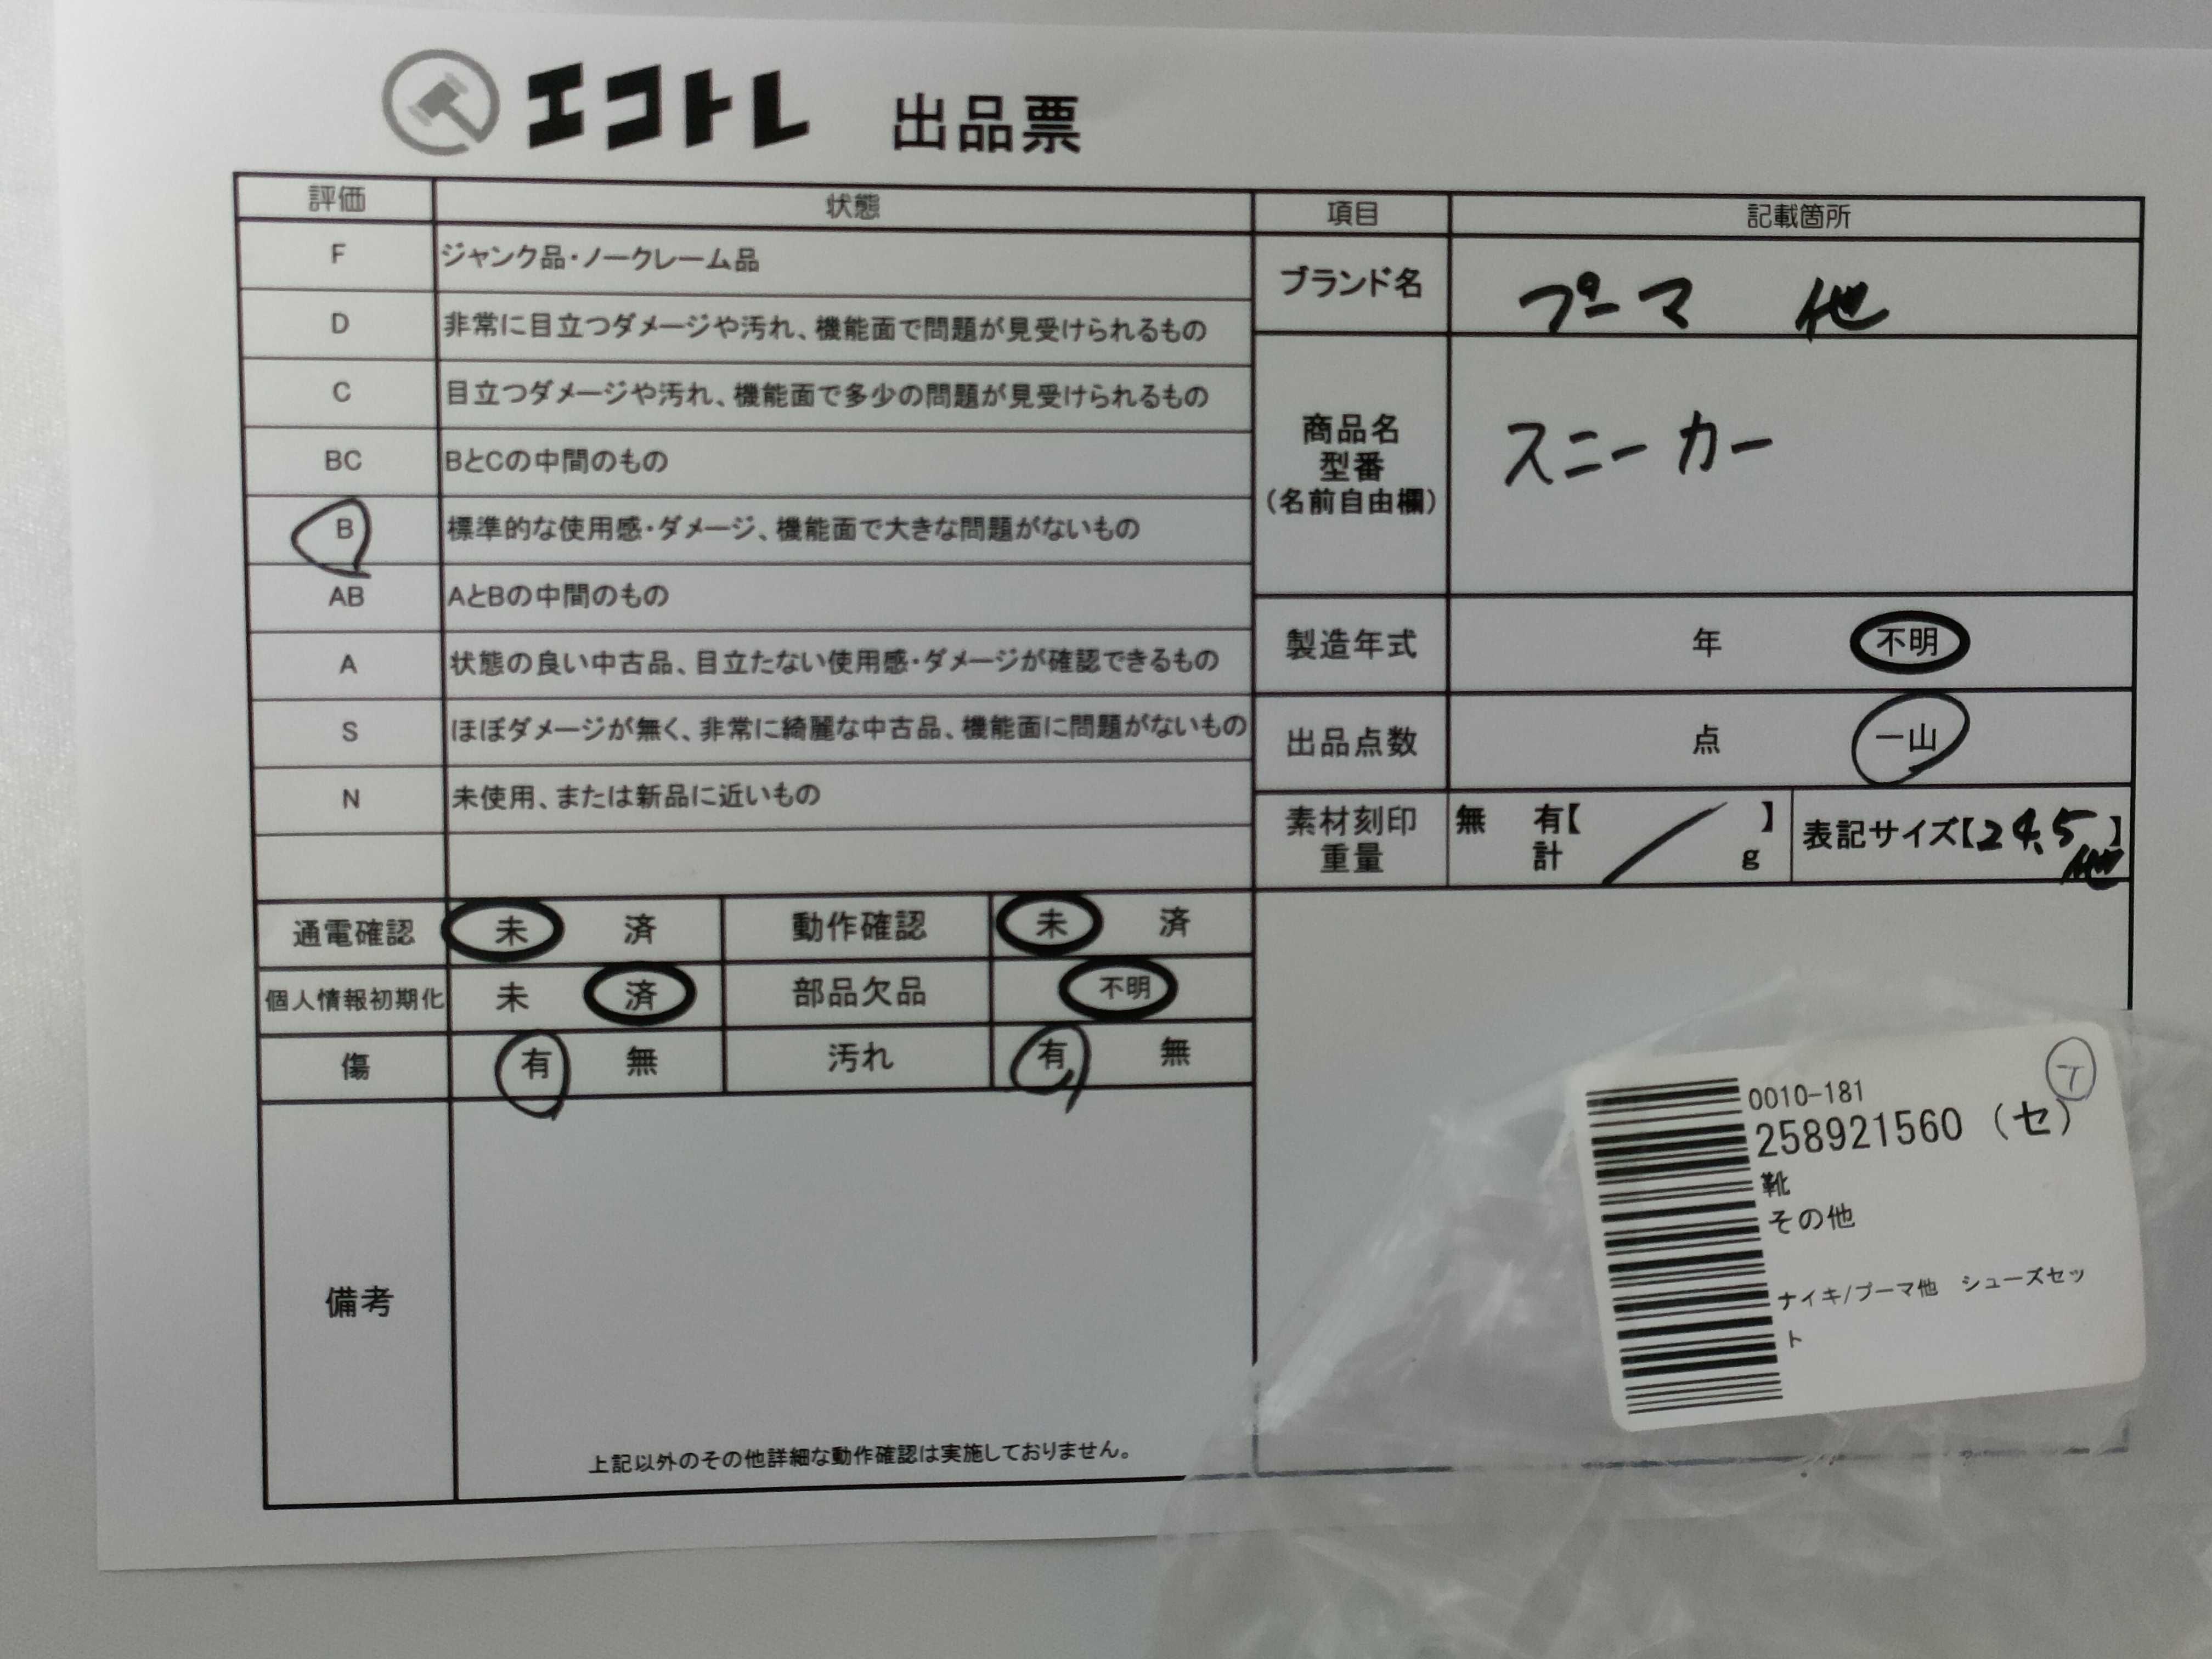 エコトレ 出品票
評価 状態
F ジャンク品・ノークレーム品
D 非常に目立つダメージや汚れ、機能面で問題が見受けられるもの
C 目立つダメージや汚れ、機能面で多少の問題が見受けられるもの
BC BとCの中間のもの
B 標準的な使用感・ダメージ、機能面で大きな問題がないもの
AB AとBの中間のもの
A 状態の良い中古品、目立たない使用感・ダメージが確認できるもの
S ほぼダメージが無く、非常に綺麗な中古品、機能面に問題がないもの
N 未使用、または新品に近いもの
項目 記載箇所
ブランド名 プーマ 他
商品名
型番
(名前自由欄)
スニーカー
製造年式 年 不明
出品点数 点 一山
素材刻印 無 有【 】
重量 計 g
表記サイズ【24.5】
他
通電確認 未 済 動作確認 未 済
個人情報初期化 未 済 部品欠品 不明
傷 有 無 汚れ 有 無
備考
上記以外のその他詳細な動作確認は実施しておりません。
0010-181
258921560 (セ)
靴
その他
ナイキ/プーマ他 シューズセッ
ト